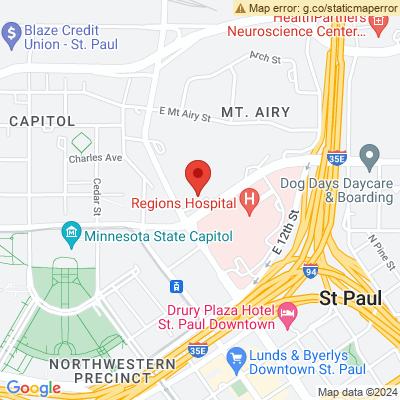 Map error: g.co/staticmaperror
Blaze Credit
Union - St. Paul
HealthPartners
Neuroscience Center...
Arch St
E Mt Airy St
MT. AIRY
CAPITOL
Charles Ave
35E
Dog Days Daycare
& Boarding
Cedar St
Regions Hospital
H
E 12th St
N Pine St
Minnesota State Capitol
94
St Paul
Drury Plaza Hotel
St. Paul Downtown
35E
NORTHWESTERN
PRECINCT
Lunds & Byerlys
Downtown St. Paul
Google
Map data ©2024